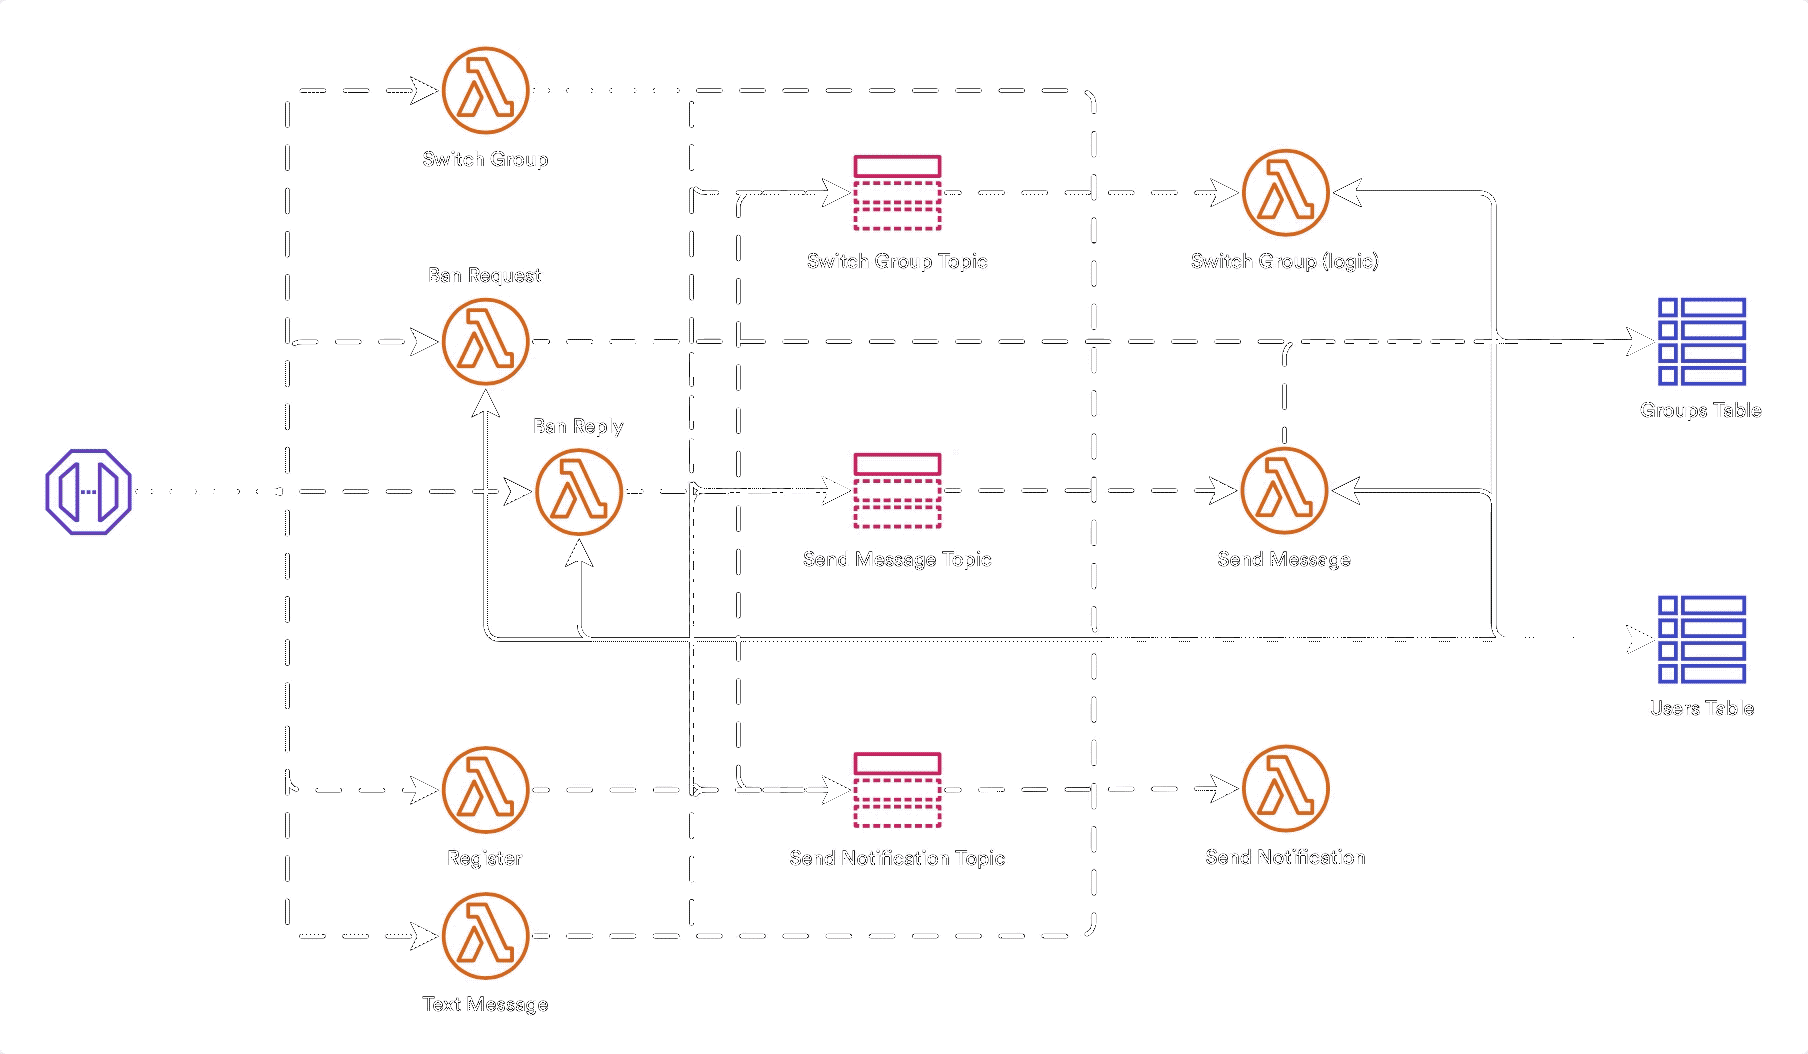 Switch Group
Switch Group Topic
Switch Group (logic)
Ban Request
Groups Table
Ban Reply
Send Message Topic
Send Message
Users Table
Register
Send Notification Topic
Send Notification
Text Message